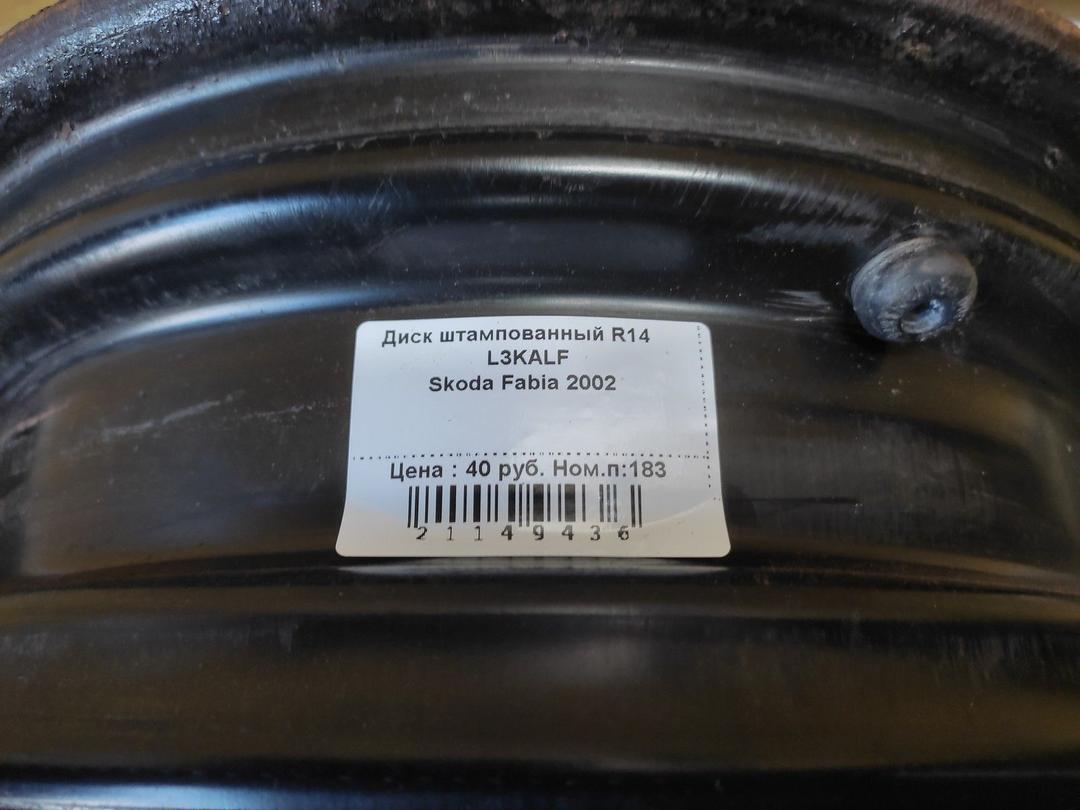 Диск штампованный R14
L3KALF
Skoda Fabia 2002
Цена : 40 руб. Ном.п:183
21149436